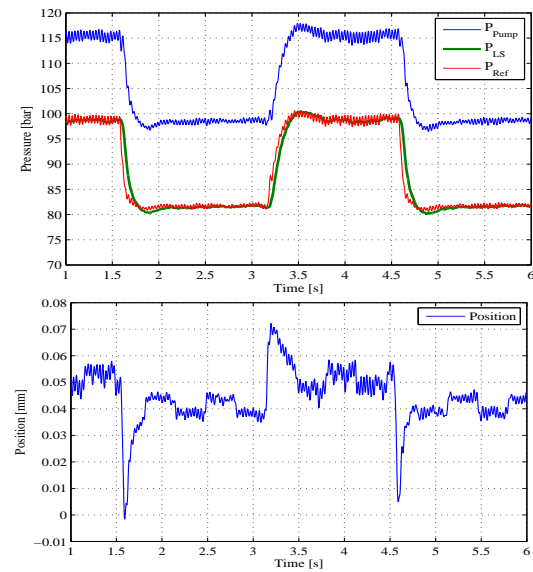 120
115
110
105
100
95
90
85
80
75
70
Pressure [bar]
P_Pump
P_LS
P_Ref
1 1.5 2 2.5 3 3.5 4 4.5 5 5.5 6
Time [s]
0.08
0.07
0.06
0.05
0.04
0.03
0.02
0.01
0
−0.01
Position [mm]
Position
1 1.5 2 2.5 3 3.5 4 4.5 5 5.5 6
Time [s]